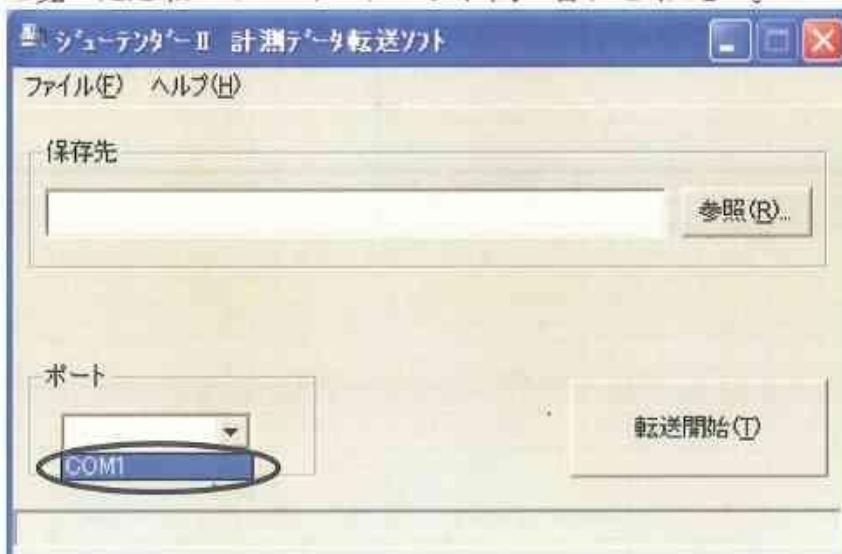 ジューテンダーⅡ 計測データ転送ソフト
ファイル(F) ヘルプ(H)
保存先
参照(R)...
ポート
COM1
転送開始(T)